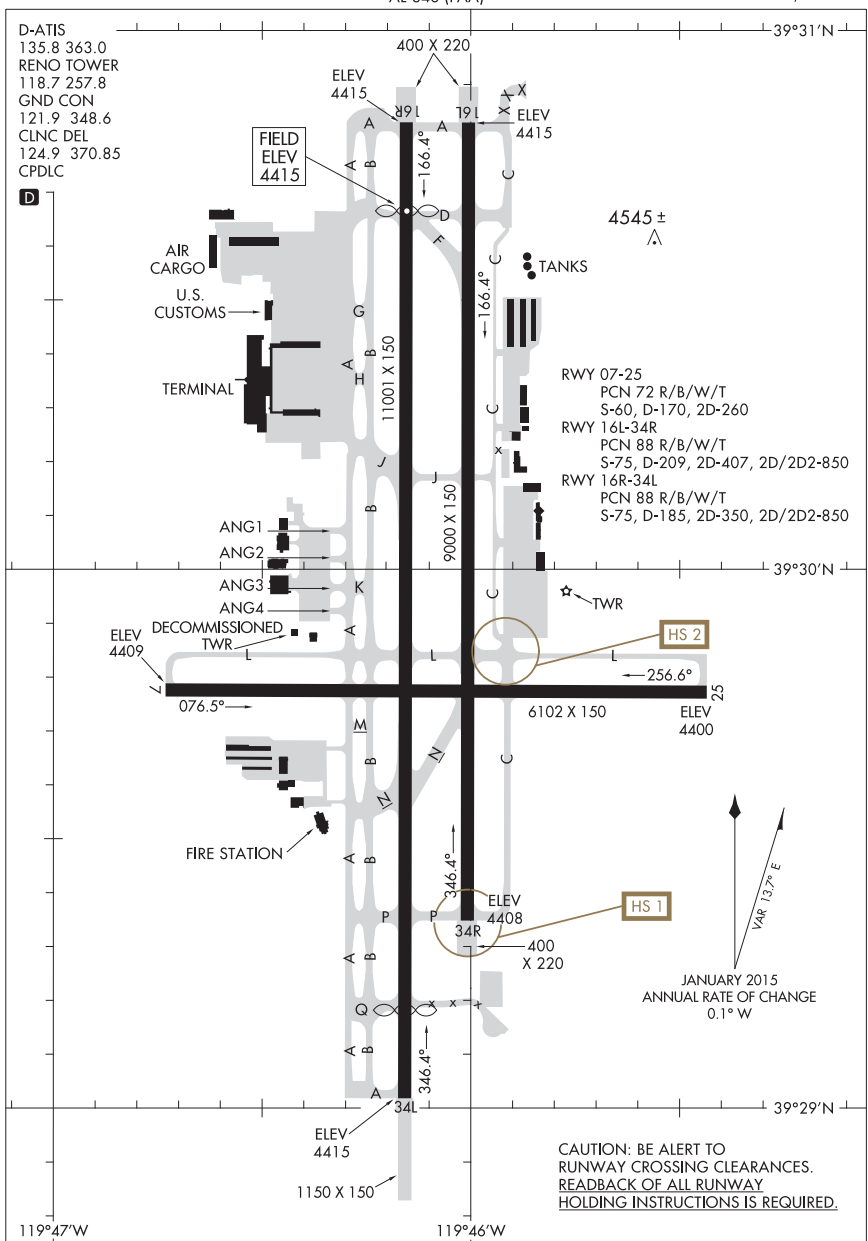 AL-346 (FAA)
D-ATIS
135.8 363.0
RENO TOWER
118.7 257.8
GND CON
121.9 348.6
CLNC DEL
124.9 370.85
CPDLC
D
39°31'N
400 X 220
ELEV
4415
16R
16L
ELEV
4415
X
X
X
A
A
FIELD
ELEV
4415
166.4°
A
B
C
D
F
4545 ±
AIR
CARGO
C
TANKS
U.S.
CUSTOMS
166.4°
G
B
A
H
TERMINAL
11001 X 150
C
RWY 07-25
PCN 72 R/B/W/T
S-60, D-170, 2D-260
RWY 16L-34R
PCN 88 R/B/W/T
S-75, D-209, 2D-407, 2D/2D2-850
RWY 16R-34L
PCN 88 R/B/W/T
S-75, D-185, 2D-350, 2D/2D2-850
x
J
J
B
9000 X 150
ANG1
ANG2
ANG3
ANG4
39°30'N
K
C
TWR
A
DECOMMISSIONED
TWR
HS 2
ELEV
4409
L
L
L
7
25
256.6°
076.5°
6102 X 150
ELEV
4400
M
B
N
N
C
FIRE STATION
A
B
346.4°
VAR 13.7° E
P
P
ELEV
4408
34R
HS 1
400
X 220
A
B
JANUARY 2015
ANNUAL RATE OF CHANGE
0.1° W
Q
x
x
x
A
B
346.4°
A
34L
39°29'N
ELEV
4415
1150 X 150
CAUTION: BE ALERT TO
RUNWAY CROSSING CLEARANCES.
READBACK OF ALL RUNWAY
HOLDING INSTRUCTIONS IS REQUIRED.
119°47'W
119°46'W